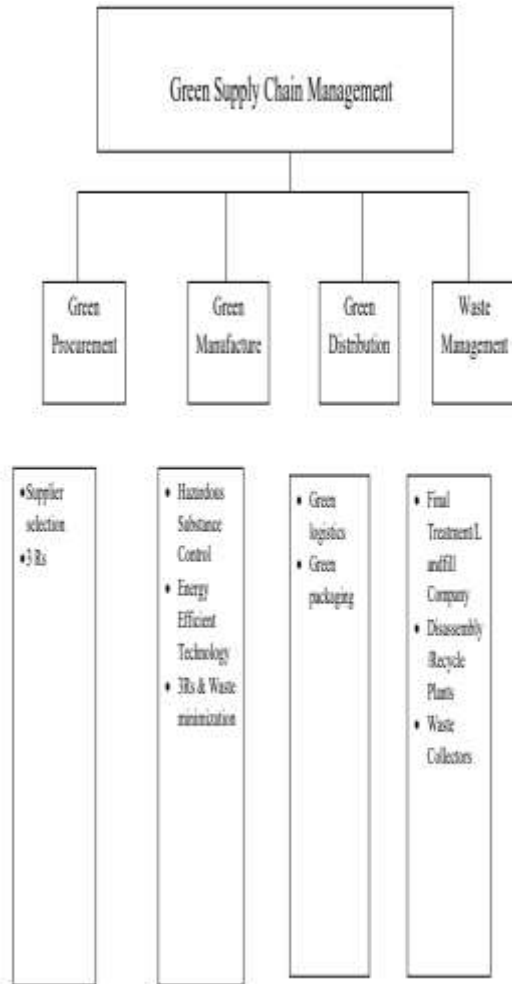 Green Supply Chain Management
Green
Procurement
Green
Manufacture
Green
Distribution
Waste
Management
•Supplier
selection
•3 Rs
• Hazardous
Substance
Control
• Energy
Efficient
Technology
• 3Rs & Waste
minimization
• Green
logistics
• Green
packaging
• Final
Treatment/L
andfill
Company
• Disassembly
/Recycle
Plants
• Waste
Collectors